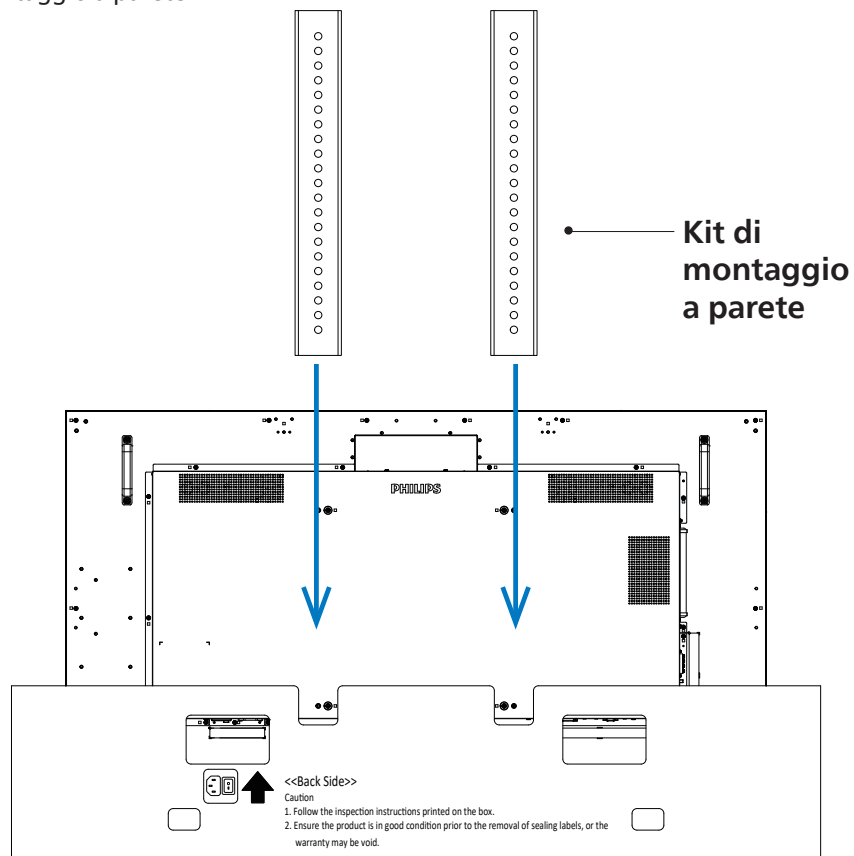 Kit di
montaggio
a parete
PHILIPS
<<Back Side>>
Caution
1. Follow the inspection instructions printed on the box.
2. Ensure the product is in good condition prior to the removal of sealing labels, or the
warranty may be void.